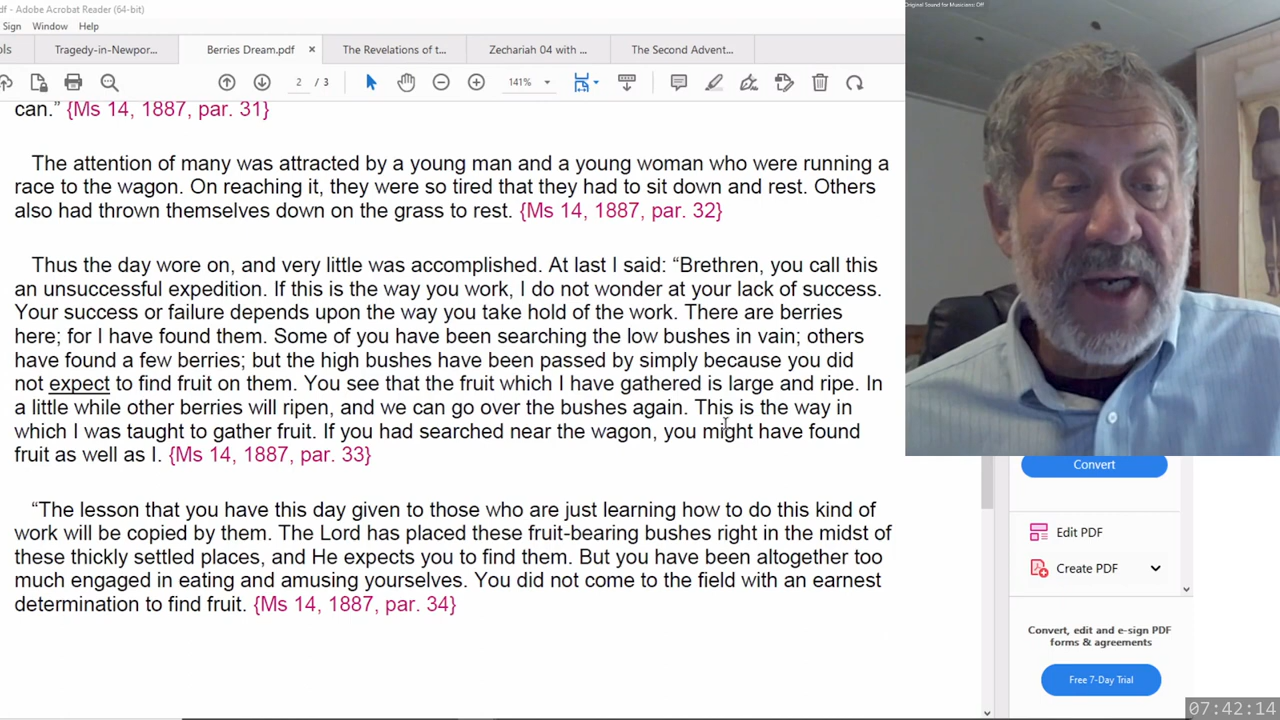 df - Adobe Acrobat Reader (64-bit)
Sign Window Help
ols Tragedy-in-Newpor... Berries Dream.pdf × The Revelations of t... Zechariah 04 with ... The Second Advent...
2 / 3 141%
can.” {Ms 14, 1887, par. 31}
The attention of many was attracted by a young man and a young woman who were running a
race to the wagon. On reaching it, they were so tired that they had to sit down and rest. Others
also had thrown themselves down on the grass to rest. {Ms 14, 1887, par. 32}
Thus the day wore on, and very little was accomplished. At last I said: “Brethren, you call this
an unsuccessful expedition. If this is the way you work, I do not wonder at your lack of success.
Your success or failure depends upon the way you take hold of the work. There are berries
here; for I have found them. Some of you have been searching the low bushes in vain; others
have found a few berries; but the high bushes have been passed by simply because you did
not expect to find fruit on them. You see that the fruit which I have gathered is large and ripe. In
a little while other berries will ripen, and we can go over the bushes again. This is the way in
which I was taught to gather fruit. If you had searched near the wagon, you might have found
fruit as well as I. {Ms 14, 1887, par. 33}
“The lesson that you have this day given to those who are just learning how to do this kind of
work will be copied by them. The Lord has placed these fruit-bearing bushes right in the midst of
these thickly settled places, and He expects you to find them. But you have been altogether too
much engaged in eating and amusing yourselves. You did not come to the field with an earnest
determination to find fruit. {Ms 14, 1887, par. 34}
Original Sound for Musicians: Off
Convert
Edit PDF
Create PDF
Convert, edit and e-sign PDF
forms & agreements
Free 7-Day Trial
07:42:14